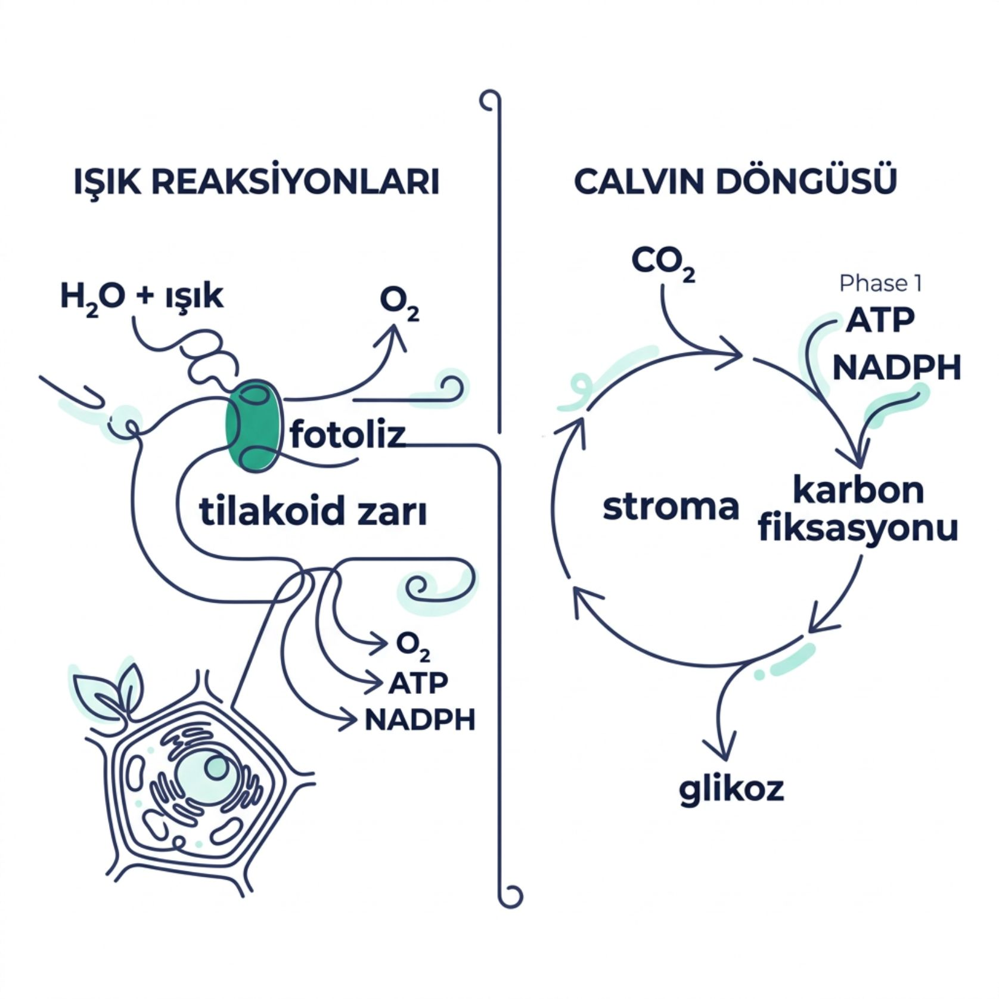 IŞIK REAKSİYONLARI
H₂O + ışık
O₂
fotoliz
tilakoid zarı
O₂
ATP
NADPH
CALVIN DÖNGÜSÜ
CO₂
Phase 1
ATP
NADPH
stroma
karbon
fiksasyonu
glikoz